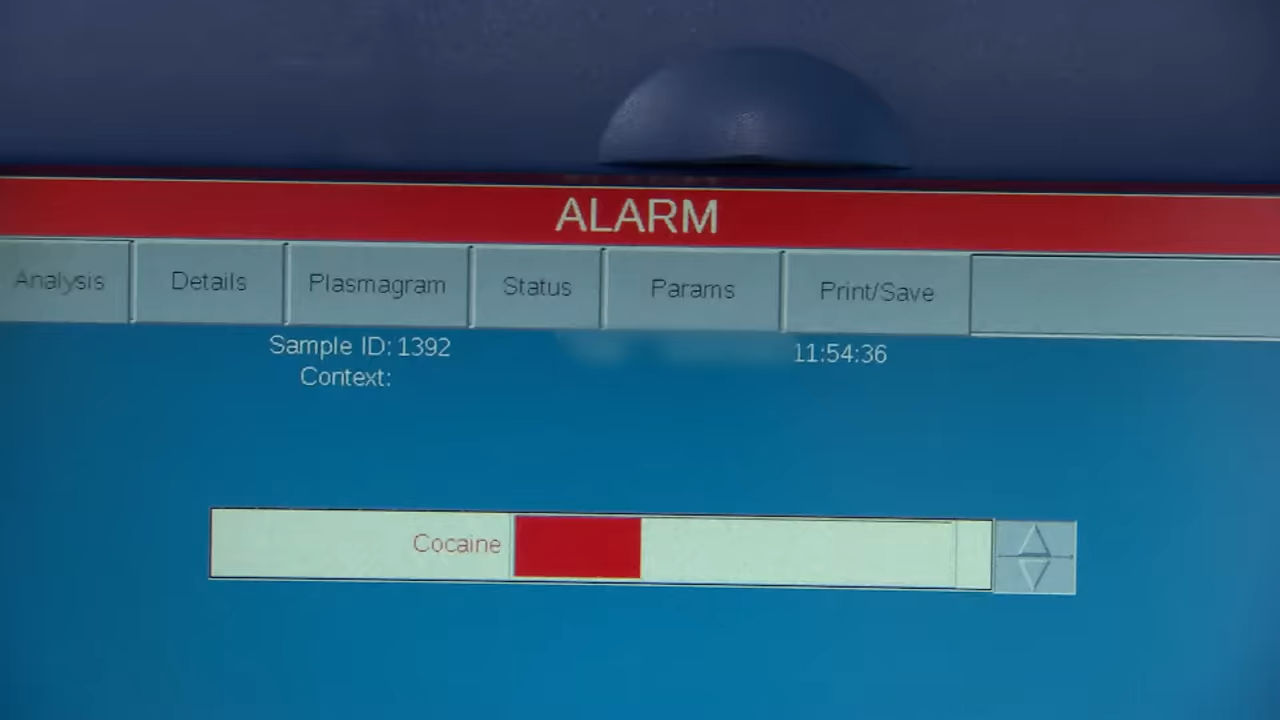 ALARM
Analysis Details Plasmagram Status Params Print/Save
Sample ID: 1392 11:54:36
Context:
Cocaine